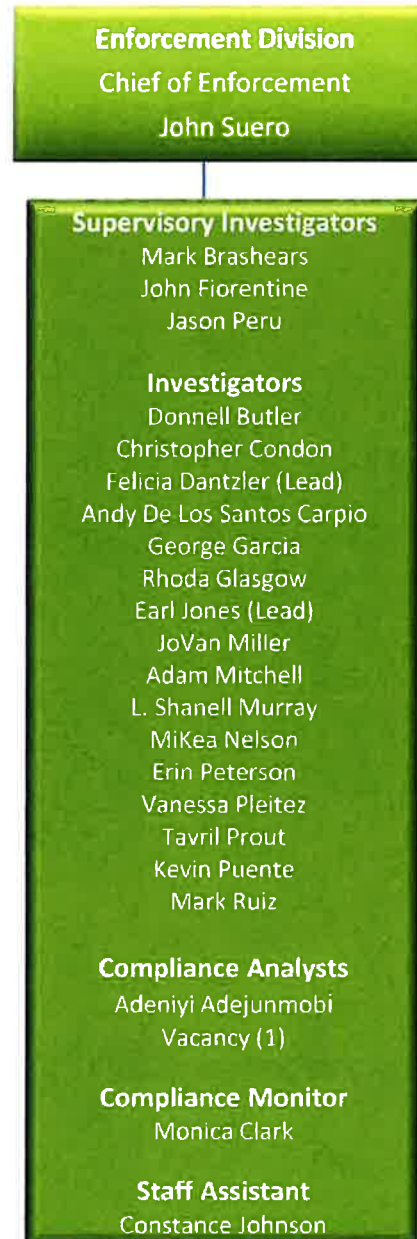 Enforcement Division
Chief of Enforcement
John Suero
Supervisory Investigators
Mark Brashears
John Fiorentine
Jason Peru
Investigators
Donnell Butler
Christopher Condon
Felicia Dantzler (Lead)
Andy De Los Santos Carpio
George Garcia
Rhoda Glasgow
Earl Jones (Lead)
JoVan Miller
Adam Mitchell
L. Shanell Murray
MiKea Nelson
Erin Peterson
Vanessa Pleitez
Tavril Prout
Kevin Puente
Mark Ruiz
Compliance Analysts
Adeniyi Adejunmobi
Vacancy (1)
Compliance Monitor
Monica Clark
Staff Assistant
Constance Johnson